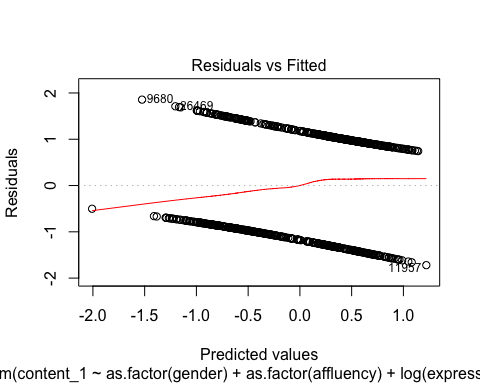 Residuals vs Fitted
Residuals
2
1
0
-1
-2
9680
26469
11957
-2.0 -1.5 -1.0 -0.5 0.0 0.5 1.0
Predicted values
m(content_1 ~ as.factor(gender) + as.factor(affluency) + log(express